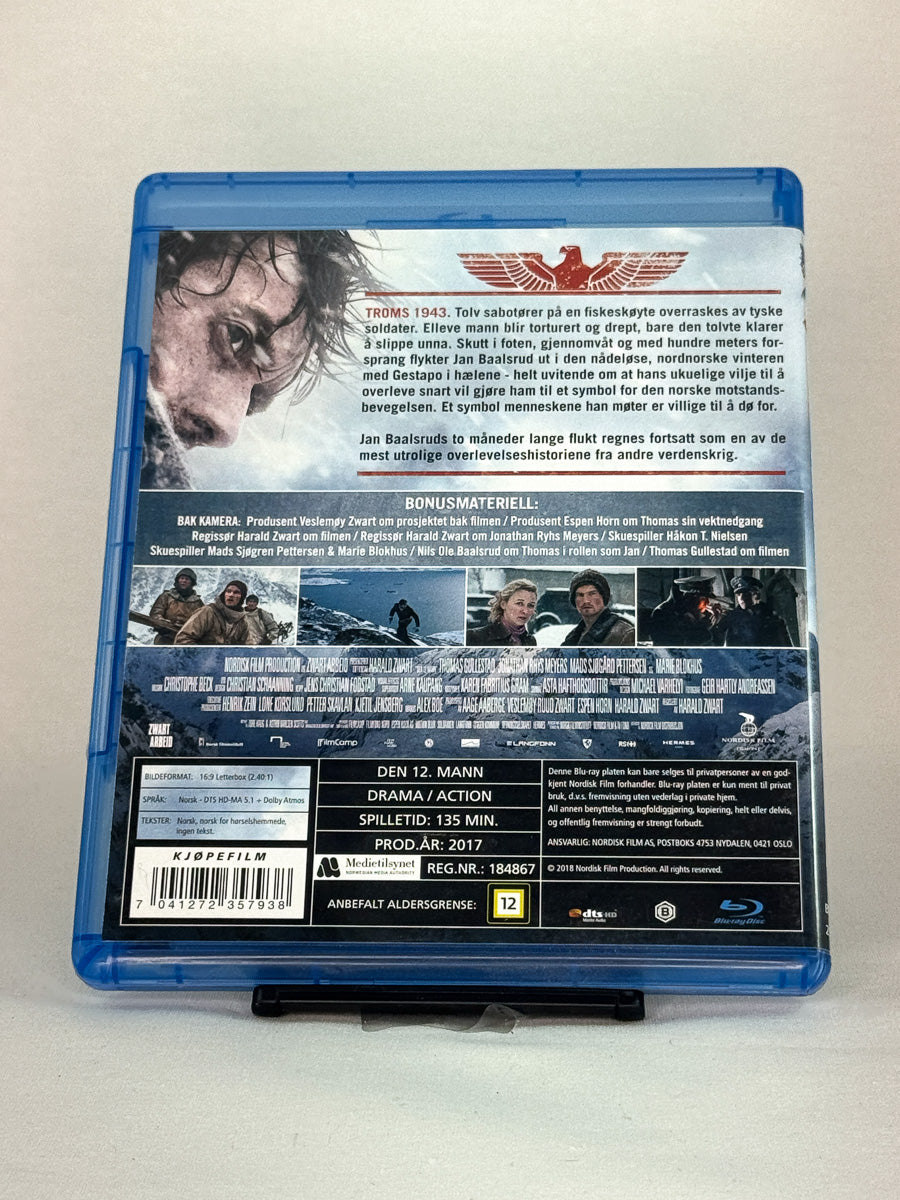 TROMS 1943. Tolv sabotører på en fiskeskøyte overraskes av tyske
soldater. Elleve mann blir torturert og drept, bare den tolvte klarer
å slippe unna. Skutt i foten, gjennomvåt og med hundre meters for-
sprang flykter Jan Baalsrud ut i den nådeløse, nordnorske vinteren
med Gestapo i hælene - helt uvitende om at hans ukuelige vilje til å
overleve snart vil gjøre ham til et symbol for den norske motstands-
bevegelsen. Et symbol menneskene han møter er villige til å dø for.
Jan Baalsruds to måneder lange flukt regnes fortsatt som en av de
mest utrolige overlevelseshistoriene fra andre verdenskrig.
BONUSMATERIELL:
BAK KAMERA: Produsent Veslemøy Zwart om prosjektet bak filmen / Produsent Espen Horn om Thomas sin vektnedgang
Regissør Harald Zwart om filmen / Regissør Harald Zwart om Jonathan Ryhs Meyers / Skuespiller Håkon T. Nielsen
Skuespiller Mads Sjøgren Pettersen & Marie Blokhus / Nils Ole Baalsrud om Thomas i rollen som Jan / Thomas Gullestad om filmen
NORDISK FILM PRODUCTION ZWART ARBEID HARALD ZWART THOMAS GULLESTAD JONATHAN RHYS MEYERS MADS SJØGÅRD PETTERSEN MARIE BLOKHUS
CHRISTOPHE BECK CHRISTIAN SCHAANNING JENS CHRISTIAN FODSTAD ARNE KAUPANG KAREN FABRITIUS GRAM ASTA HAFTHORSDOTTIR MICHAEL VARHELYI GEIR HARTLY ANDREASSEN
HENRIK ZEIN LONE KORSLUND PETTER SKAVLAN KJETIL JENSBERG ALEX BOE AAGE AABERGE VESLEMØY RUUD ZWART ESPEN HORN HARALD ZWART HARALD ZWART
ZWART
ARBEID
FilmCamp
LANGFONN
RSH
HERMES
NORDISK FILM
EGMONT
BILDEFORMAT: 16:9 Letterbox (2.40:1)
SPRÅK: Norsk - DTS HD-MA 5.1 + Dolby Atmos
TEKSTER: Norsk, norsk for hørselshemmede,
ingen tekst.
KJØPEFILM
7 041272 357938
DEN 12. MANN
DRAMA / ACTION
SPILLETID: 135 MIN.
PROD.ÅR: 2017
Medietilsynet
NORWEGIAN MEDIA AUTHORITY
REG.NR.: 184867
ANBEFALT ALDERSGRENSE: 12
Denne Blu-ray platen kan bare selges til privatpersoner av en god-
kjent Nordisk Film forhandler. Blu-ray platen er kun ment til privat
bruk, d.v.s. fremvisning uten vederlag i private hjem.
All annen benyttelse, mangfoldiggjøring, kopiering, helt eller delvis,
og offentlig fremvisning er strengt forbudt.
ANSVARLIG: NORDISK FILM AS, POSTBOKS 4753 NYDALEN, 0421 OSLO
© 2018 Nordisk Film Production. All rights reserved.
dts-HD
Master Audio
B
Blu-ray Disc